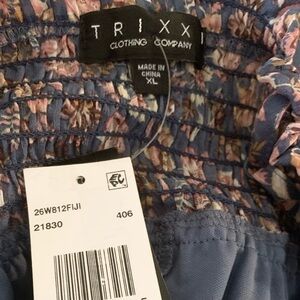 TRIXXI
CLOTHING COMPANY
MADE IN
CHINA
XL
26W812FIJI
21830 406